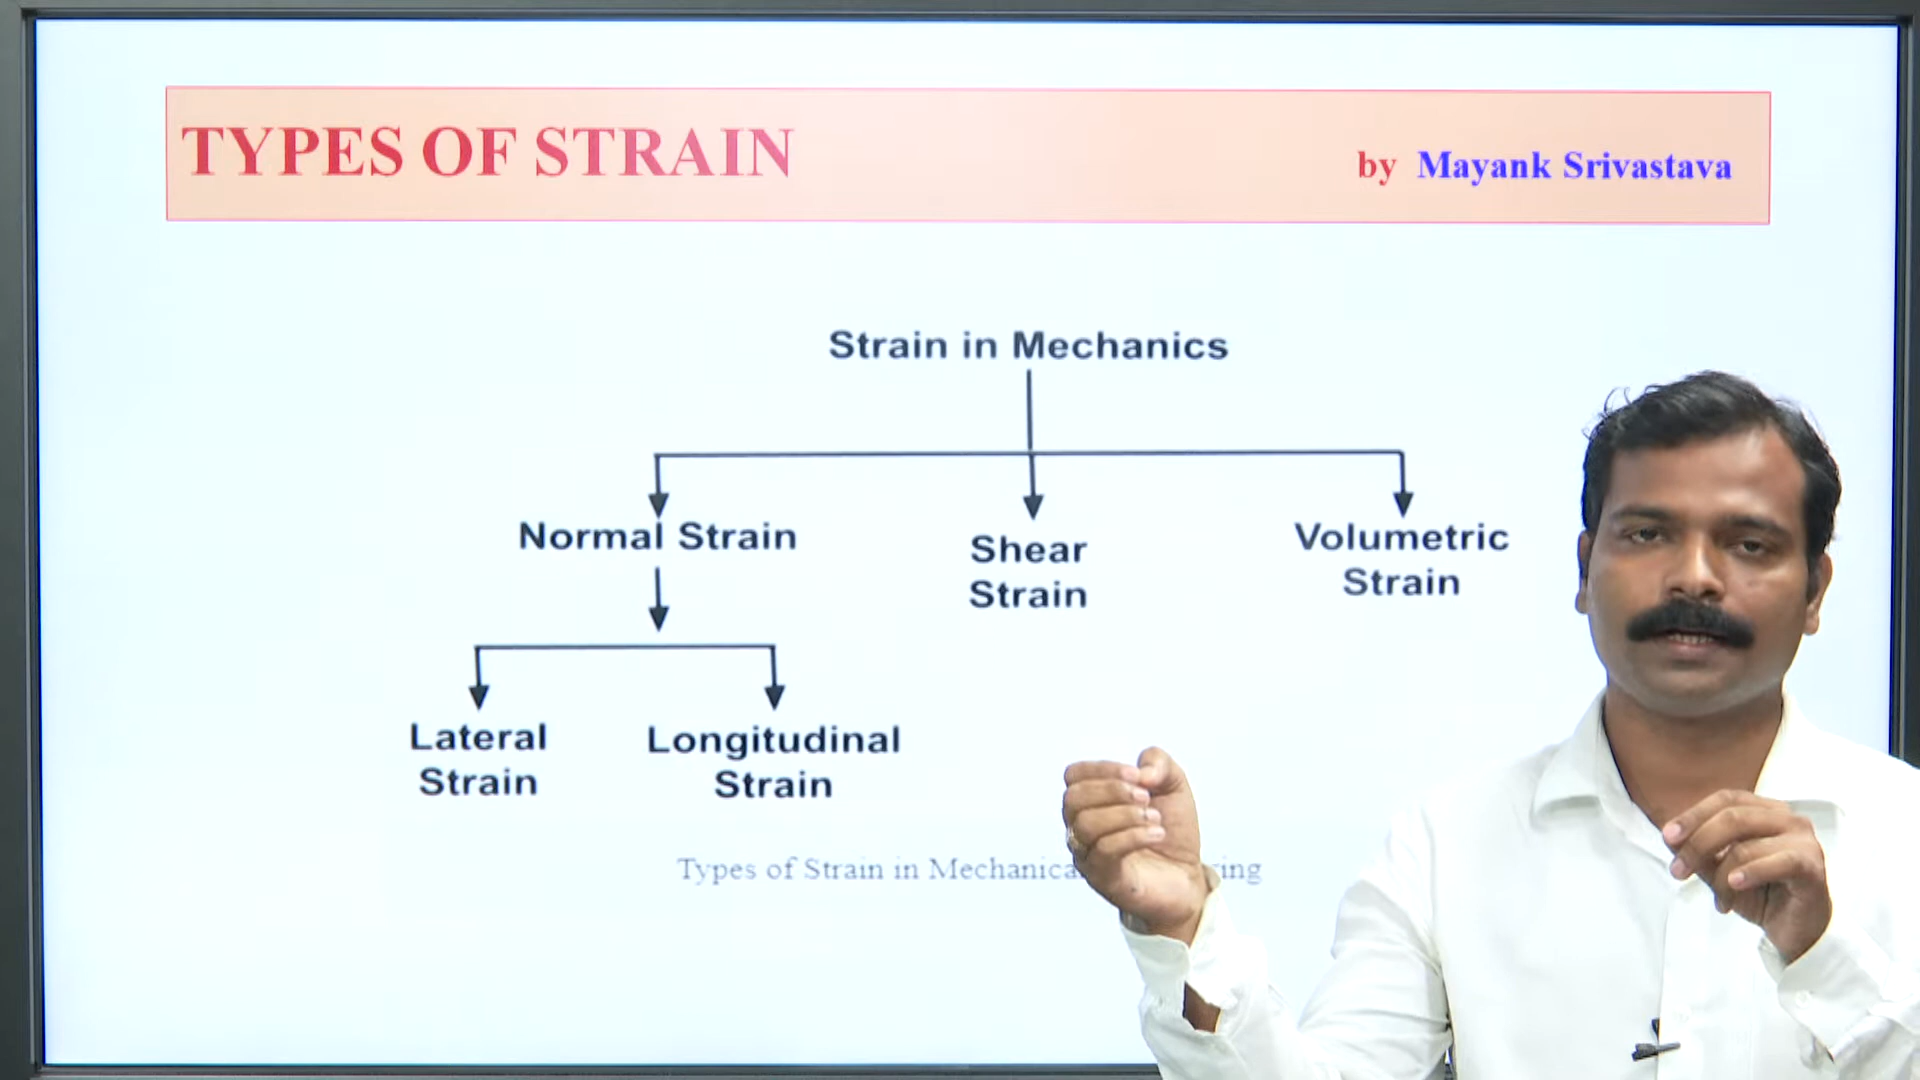 TYPES OF STRAIN
by Mayank Srivastava
Strain in Mechanics
Normal Strain
Shear
Strain
Volumetric
Strain
Lateral
Strain
Longitudinal
Strain
Types of Strain in